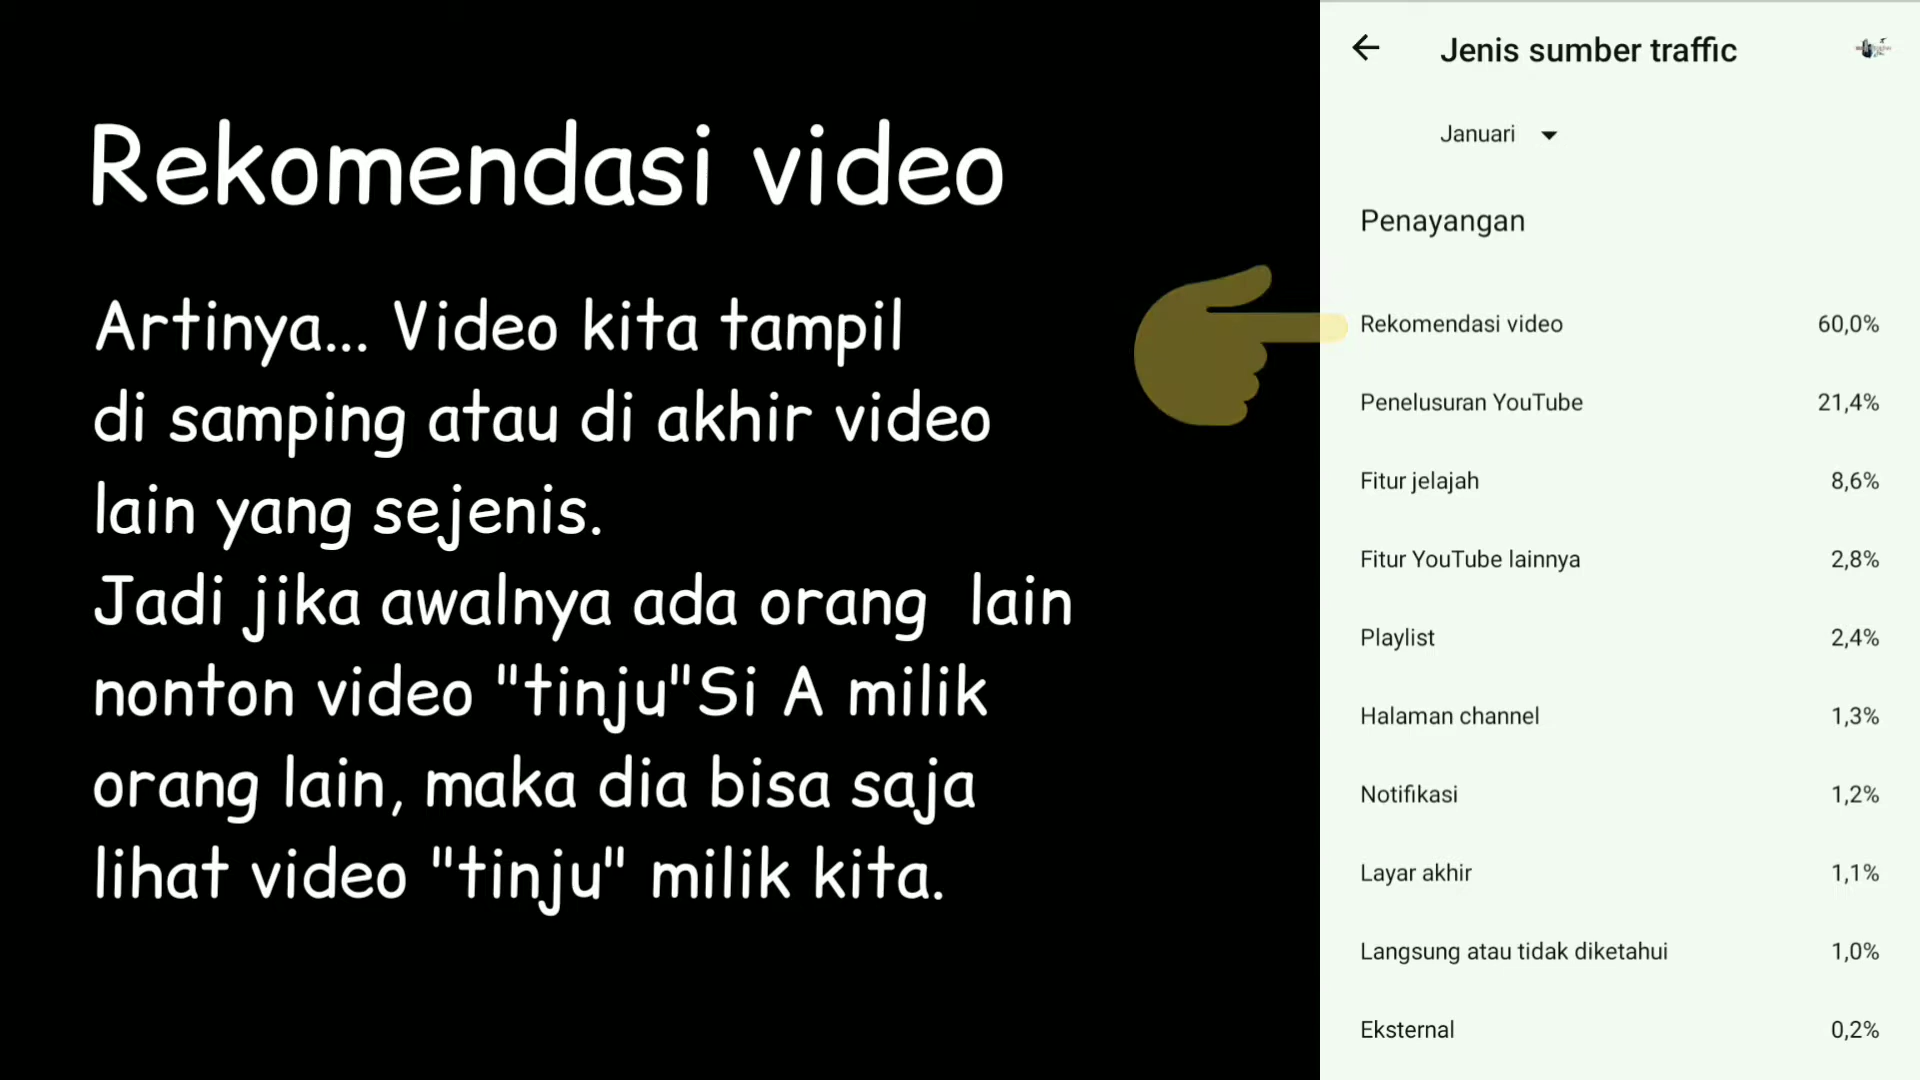 Rekomendasi video
Artinya... Video kita tampil
di samping atau di akhir video
lain yang sejenis.
Jadi jika awalnya ada orang  lain
nonton video "tinju"Si A milik
orang lain, maka dia bisa saja
lihat video "tinju" milik kita.
Jenis sumber traffic
Januari
Penayangan
Rekomendasi video 60,0%
Penelusuran YouTube 21,4%
Fitur jelajah 8,6%
Fitur YouTube lainnya 2,8%
Playlist 2,4%
Halaman channel 1,3%
Notifikasi 1,2%
Layar akhir 1,1%
Langsung atau tidak diketahui 1,0%
Eksternal 0,2%